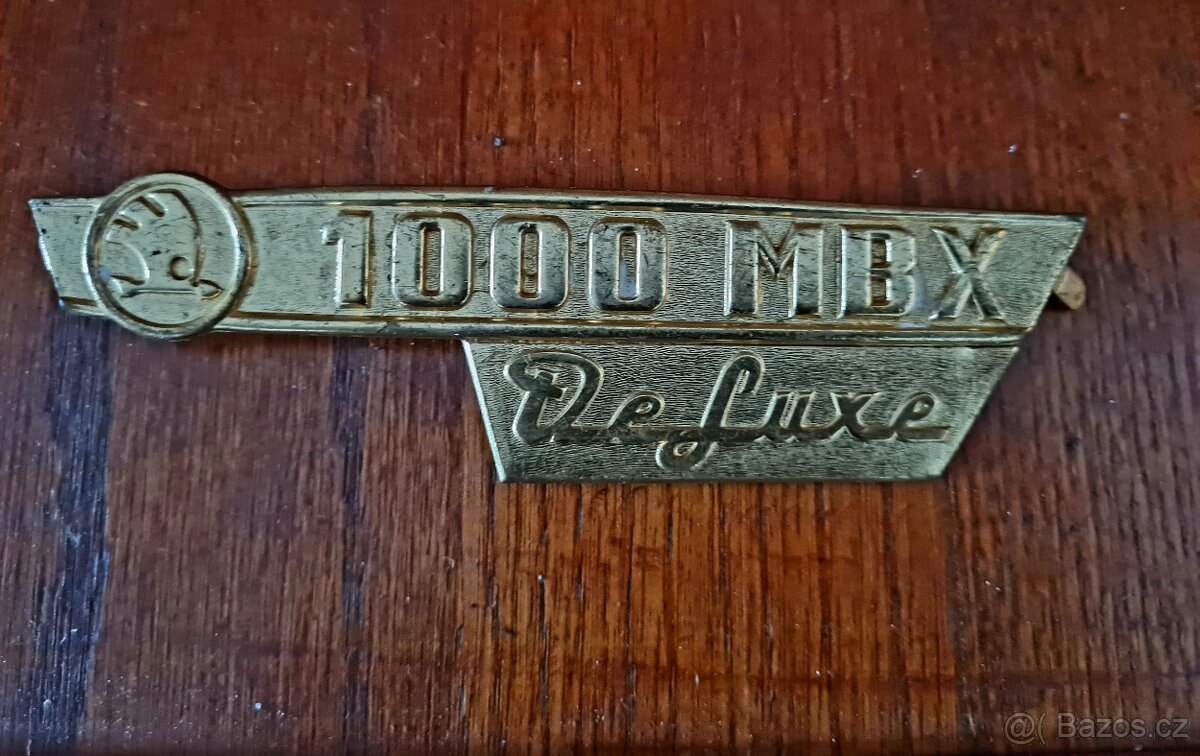 1000 MBX
De Luxe
@( Bazos.cz